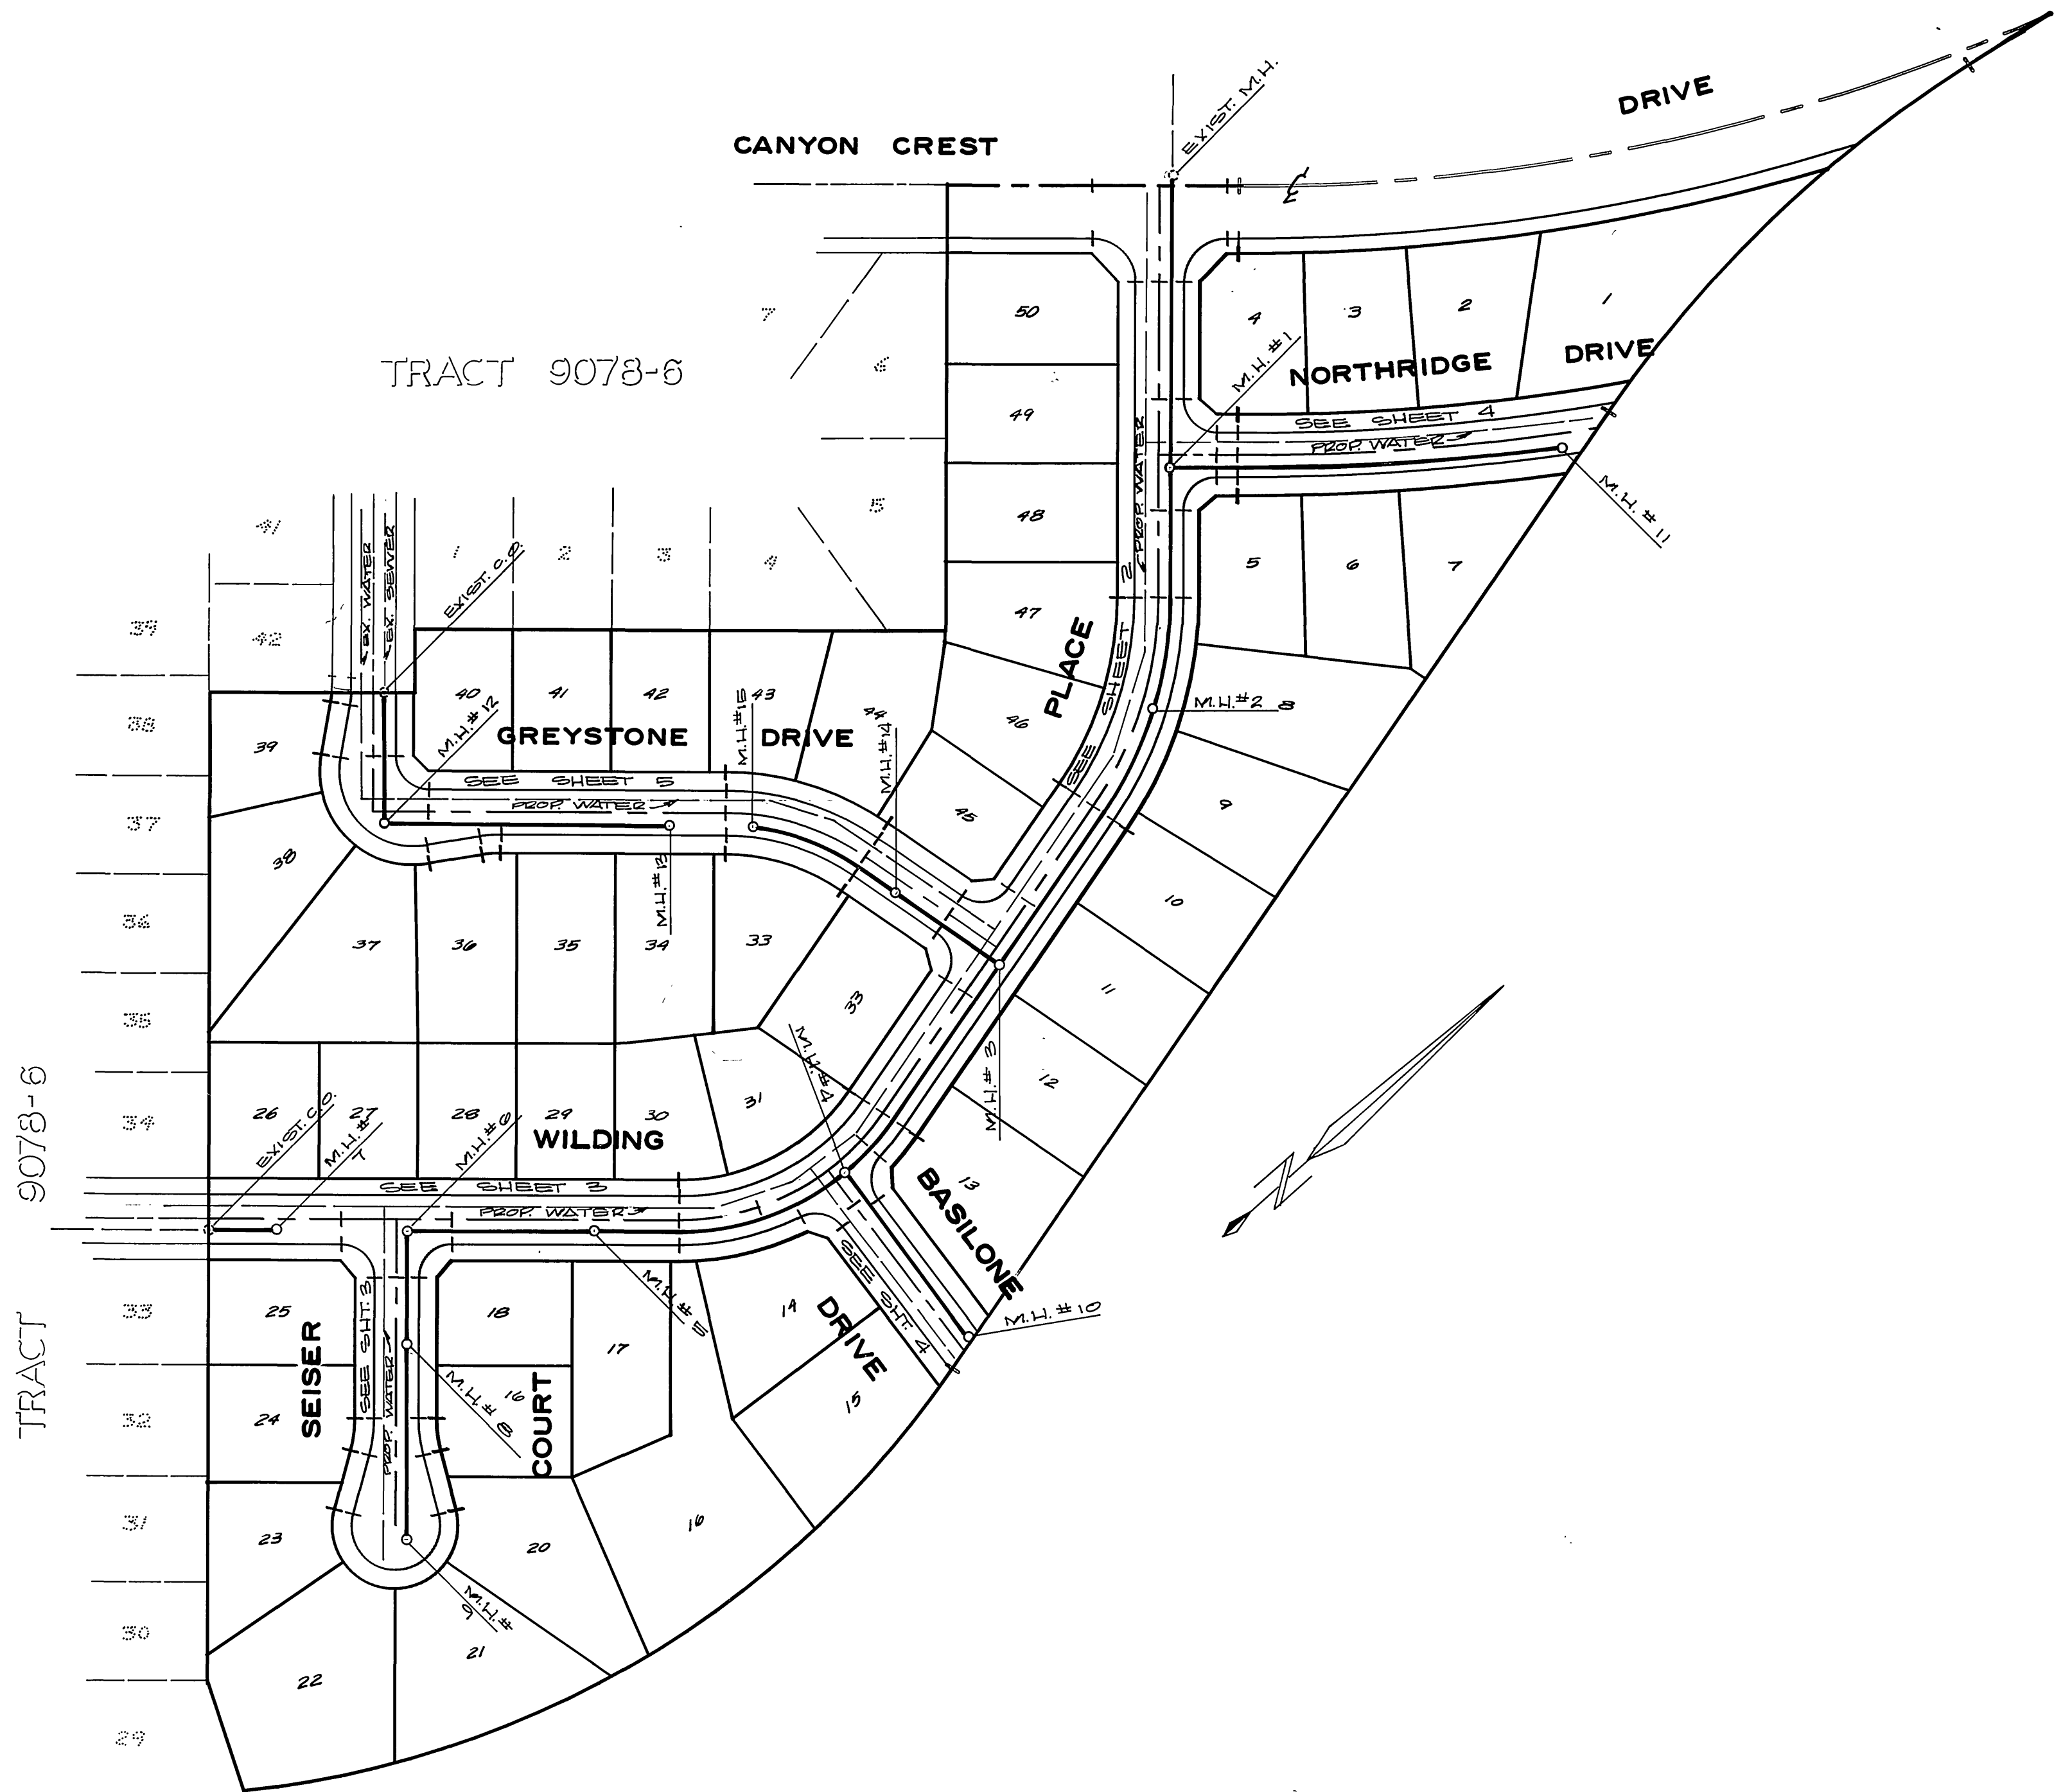 DRIVE
CANYON CREST
EXIST. M.H.
℄
TRACT 9078-6
7
6
50
4
3
2
1
M.H. #1
NORTHRIDGE DRIVE
SEE SHEET 4
PROP. WATER
49
PROP. WATER
48
M.H. #11
41
EX. WATER
EX. SEWER
1
2
3
4
5
EXIST. C.O.
5
6
7
39
42
47
PLACE
SEE SHEET 2
M.H. #2
8
38
39
40
M.H. #12
41
42
M.H. #15
43
44
M.H. #14
46
GREYSTONE DRIVE
SEE SHEET 5
PROP. WATER
45
9
37
38
M.H. #13
10
36
37
36
35
34
33
33
11
35
M.H. #4
M.H. #3
12
TRACT 9078-6
34
26
EXIST. C.O.
27
M.H. #7
28
M.H. #6
29
30
31
WILDING
SEE SHEET 3
PROP. WATER
13
BASILONE
DRIVE
SEE SHT. 4
M.H. #10
33
25
SEISER
SEE SHT. 3
PROP. WATER
18
M.H. #5
17
14
32
24
M.H. #8
16
COURT
15
31
23
20
16
M.H. #9
30
22
21
29